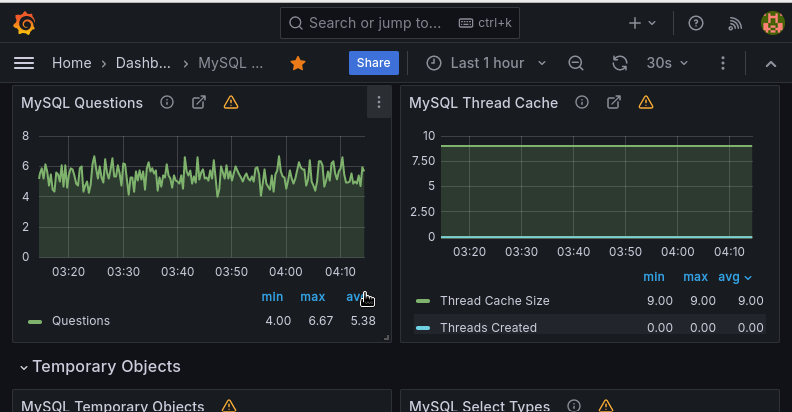 Search or jump to... ctrl+k
Home Dashb... MySQL ... Share Last 1 hour 30s
MySQL Questions
8
6
4
2
0
03:20 03:30 03:40 03:50 04:00 04:10
min max avg
Questions 4.00 6.67 5.38
MySQL Thread Cache
10
7.50
5
2.50
0
03:20 03:30 03:40 03:50 04:00 04:10
min max avg
Thread Cache Size 9.00 9.00 9.00
Threads Created 0.00 0.00 0.00
Temporary Objects
MySQL Temporary Objects
MySQL Select Types